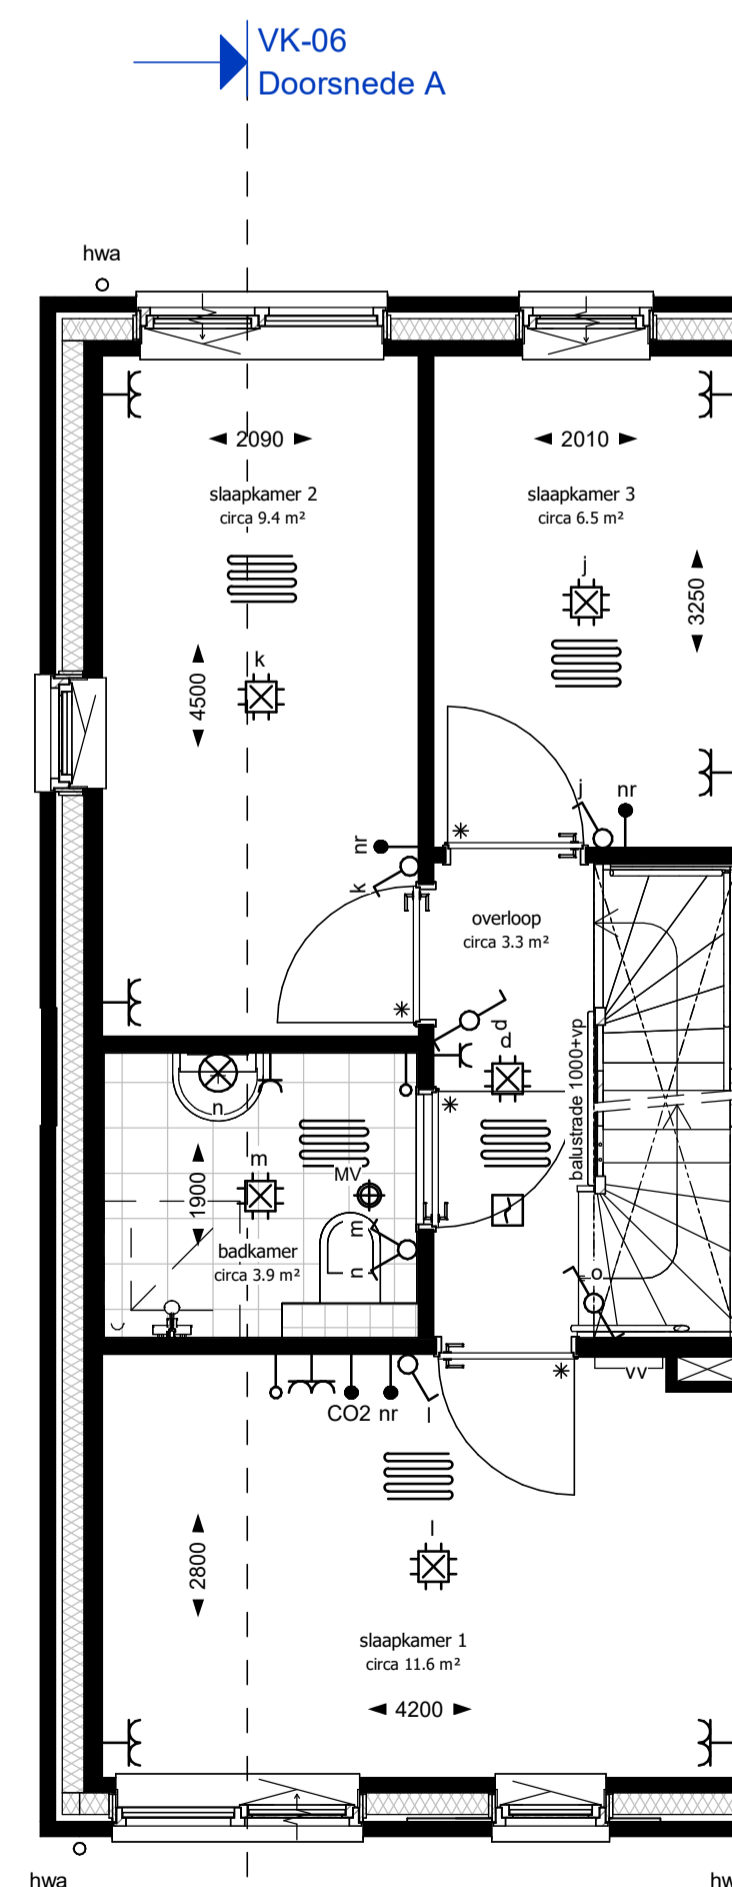 VK-06
Doorsnede A
hwa
2090
2010
slaapkamer 2
circa 9.4 m²
slaapkamer 3
circa 6.5 m²
j
3250
k
4500
j
nr
nr
k
overloop
circa 3.3 m²
d
d
balustrade 1000+vp
n
m
MV
1900
m
badkamer
circa 3.9 m²
n
o
vv
CO2 nr
l
l
2800
slaapkamer 1
circa 11.6 m²
4200
hwa
hw